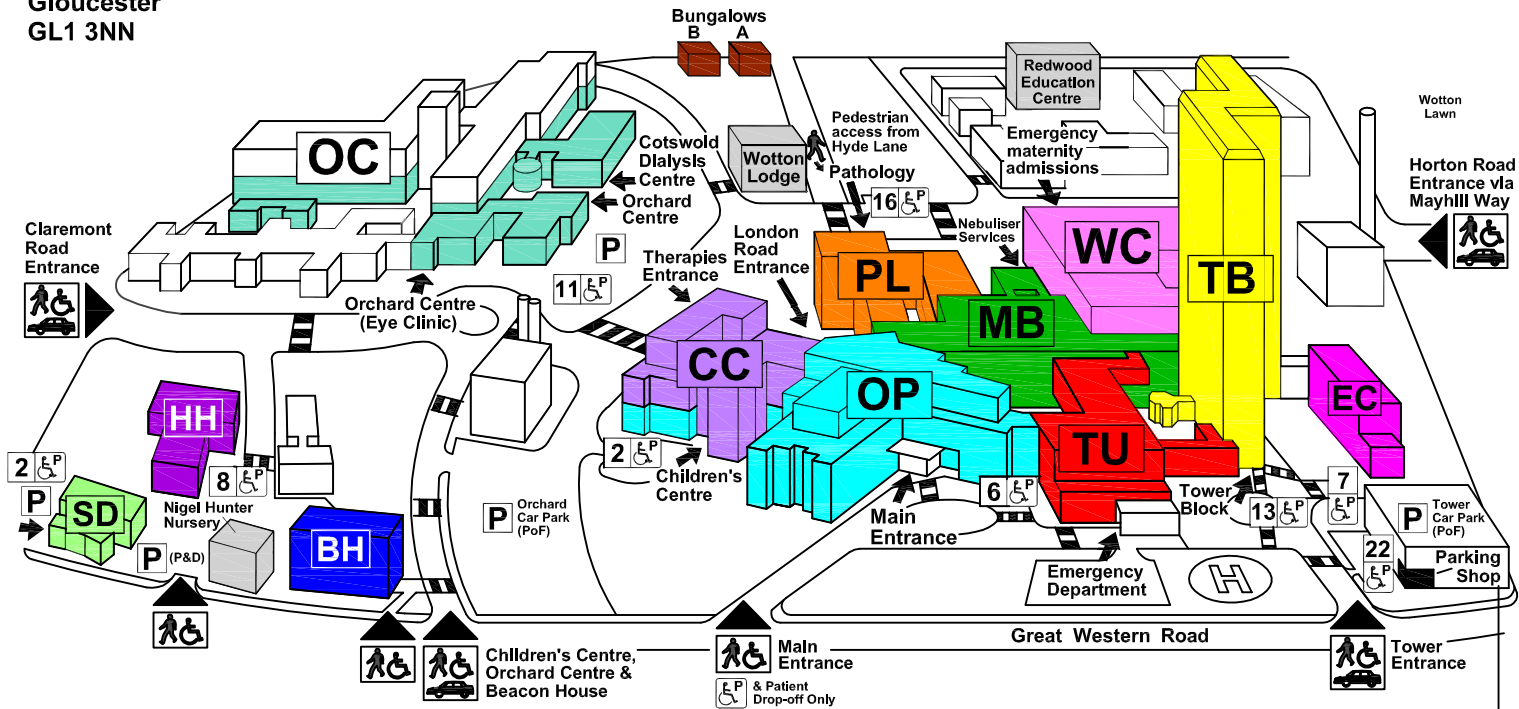 Gloucester
GL1 3NN
Bungalows
B A
Redwood
Education
Centre
Wotton
Lawn
OC
Cotswold
Dialysis
Centre
Orchard
Centre
Wotton
Lodge
Pedestrian
access from
Hyde Lane
Pathology
16 P
Emergency
maternity
admissions
Horton Road
Entrance via
Mayhill Way
Claremont
Road
Entrance
Orchard Centre
(Eye Clinic)
P
11 P
Therapies
Entrance
London
Road
Entrance
Nebuliser
Services
PL
WC
TB
MB
CC
OP
EC
TU
HH
2 P
P
SD
8 P
Nigel Hunter
Nursery
P (P&D)
BH
P Orchard
Car Park
(PoF)
2 P
Children's
Centre
Main
Entrance
6 P
Tower
Block
13 P
7
P
P Tower
Car Park
(PoF)
22
P
Parking
Shop
Emergency
Department
H
Great Western Road
Children's Centre,
Orchard Centre &
Beacon House
Main
Entrance
P & Patient
Drop-off Only
Tower
Entrance